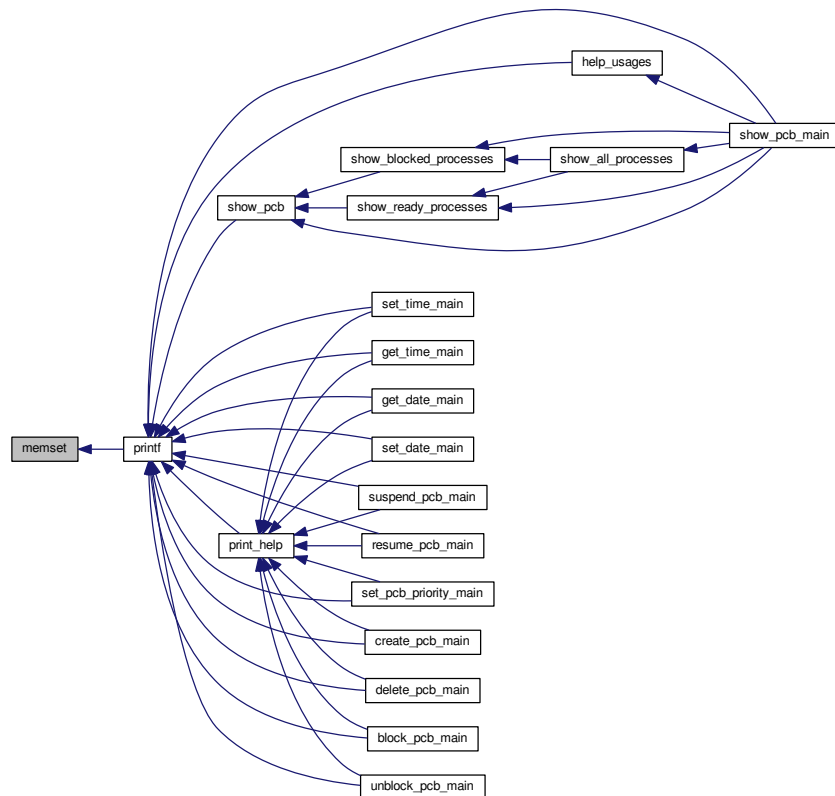 help_usages
show_pcb_main
show_blocked_processes
show_all_processes
show_pcb
show_ready_processes
set_time_main
get_time_main
get_date_main
memset
printf
set_date_main
suspend_pcb_main
print_help
resume_pcb_main
set_pcb_priority_main
create_pcb_main
delete_pcb_main
block_pcb_main
unblock_pcb_main